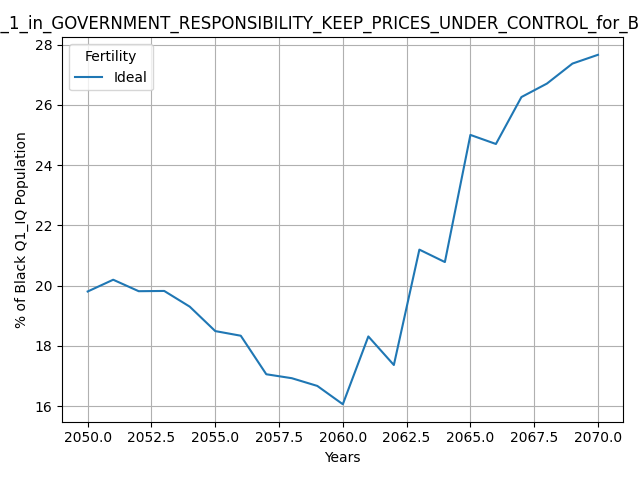 _1_in_GOVERNMENT_RESPONSIBILITY_KEEP_PRICES_UNDER_CONTROL_for_B
28
Fertility
Ideal
26
24
22
20
18
16
% of Black Q1_IQ Population
2050.0 2052.5 2055.0 2057.5 2060.0 2062.5 2065.0 2067.5 2070.0
Years